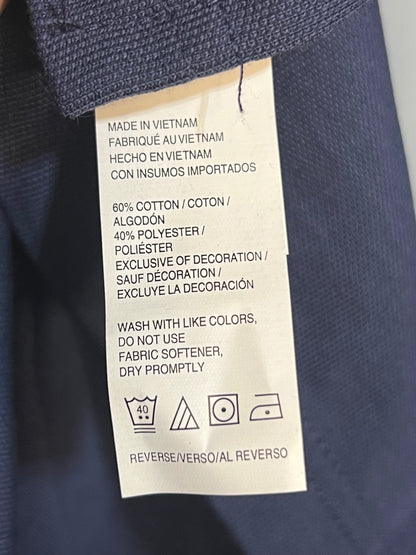 MADE IN VIETNAM
FABRIQUÉ AU VIETNAM
HECHO EN VIETNAM
CON INSUMOS IMPORTADOS
60% COTTON / COTON /
ALGODÓN
40% POLYESTER /
POLIÉSTER
EXCLUSIVE OF DECORATION /
SAUF DÉCORATION /
EXCLUYE LA DECORACIÓN
WASH WITH LIKE COLORS,
DO NOT USE
FABRIC SOFTENER,
DRY PROMPTLY
40
REVERSE/VERSO/AL REVERSO